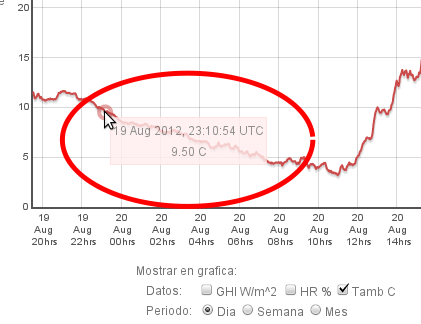 e
20
15
10
5
0
19 Aug 2012, 23:10:54 UTC
9.50 C
19 19 20 20 20 20 20 20 20 20
Aug Aug Aug Aug Aug Aug Aug Aug Aug Aug
20hrs 22hrs 00hrs 02hrs 04hrs 06hrs 08hrs 10hrs 12hrs 14hrs
Mostrar en grafica:
Datos: GHI W/m^2 HR % Tamb C
Periodo: Dia Semana Mes